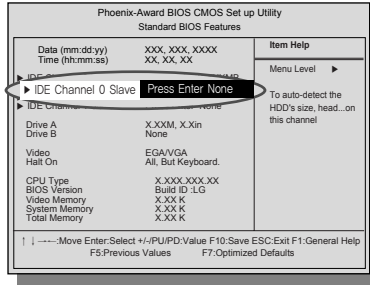 Phoenix-Award BIOS CMOS Set up Utility
Standard BIOS Features
Data (mm:dd:yy) XXX, XXX, XXXX
Time (hh:mm:ss) XX, XX, XX
IDE Channel 0 Slave Press Enter None
IDE Channel None
Drive A X.XXM, X.Xin
Drive B None
Video EGA/VGA
Halt On All, But Keyboard.
CPU Type X.XXX.XXX.XX
BIOS Version Build ID :LG
Video Memory X.XX K
System Memory X.XX K
Total Memory X.XX K
Item Help
Menu Level ▶
To auto-detect the
HDD's size, head...on
this channel
↑ ↓ →←:Move Enter:Select +/-/PU/PD:Value F10:Save ESC:Exit F1:General Help
F5:Previous Values F7:Optimized Defaults